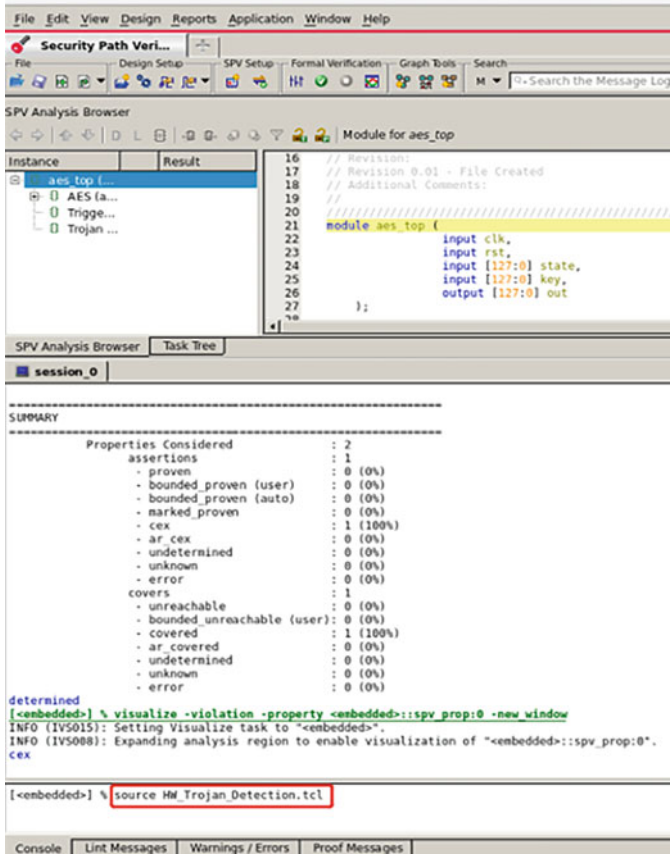 File Edit View Design Reports Application Window Help
Security Path Veri...
File Design Setup SPV Setup Formal Verification Graph Tools Search
M Search the Message Log
SPV Analysis Browser
D L Module for aes_top
Instance Result
aes_top (...
AES (a...
Trigge...
Trojan ...
16 // Revision:
17 // Revision 0.01 - File Created
18 // Additional Comments:
19 //
20 ////////////////////////////////////////////////
21 module aes_top (
22 input clk,
23 input rst,
24 input [127:0] state,
25 input [127:0] key,
26 output [127:0] out
27 );
28
SPV Analysis Browser Task Tree
session_0
==============================================================
SUMMARY
==============================================================
Properties Considered : 2
assertions : 1
- proven : 0 (0%)
- bounded_proven (user) : 0 (0%)
- bounded_proven (auto) : 0 (0%)
- marked_proven : 0 (0%)
- cex : 1 (100%)
- ar_cex : 0 (0%)
- undetermined : 0 (0%)
- unknown : 0 (0%)
- error : 0 (0%)
covers : 1
- unreachable : 0 (0%)
- bounded_unreachable (user): 0 (0%)
- covered : 1 (100%)
- ar_covered : 0 (0%)
- undetermined : 0 (0%)
- unknown : 0 (0%)
- error : 0 (0%)
determined
[<embedded>] % visualize -violation -property <embedded>::spv_prop:0 -new_window
INFO (IVS015): Setting Visualize task to "<embedded>".
INFO (IVS008): Expanding analysis region to enable visualization of "<embedded>::spv_prop:0".
cex
[<embedded>] % source HW_Trojan_Detection.tcl
Console Lint Messages Warnings / Errors Proof Messages